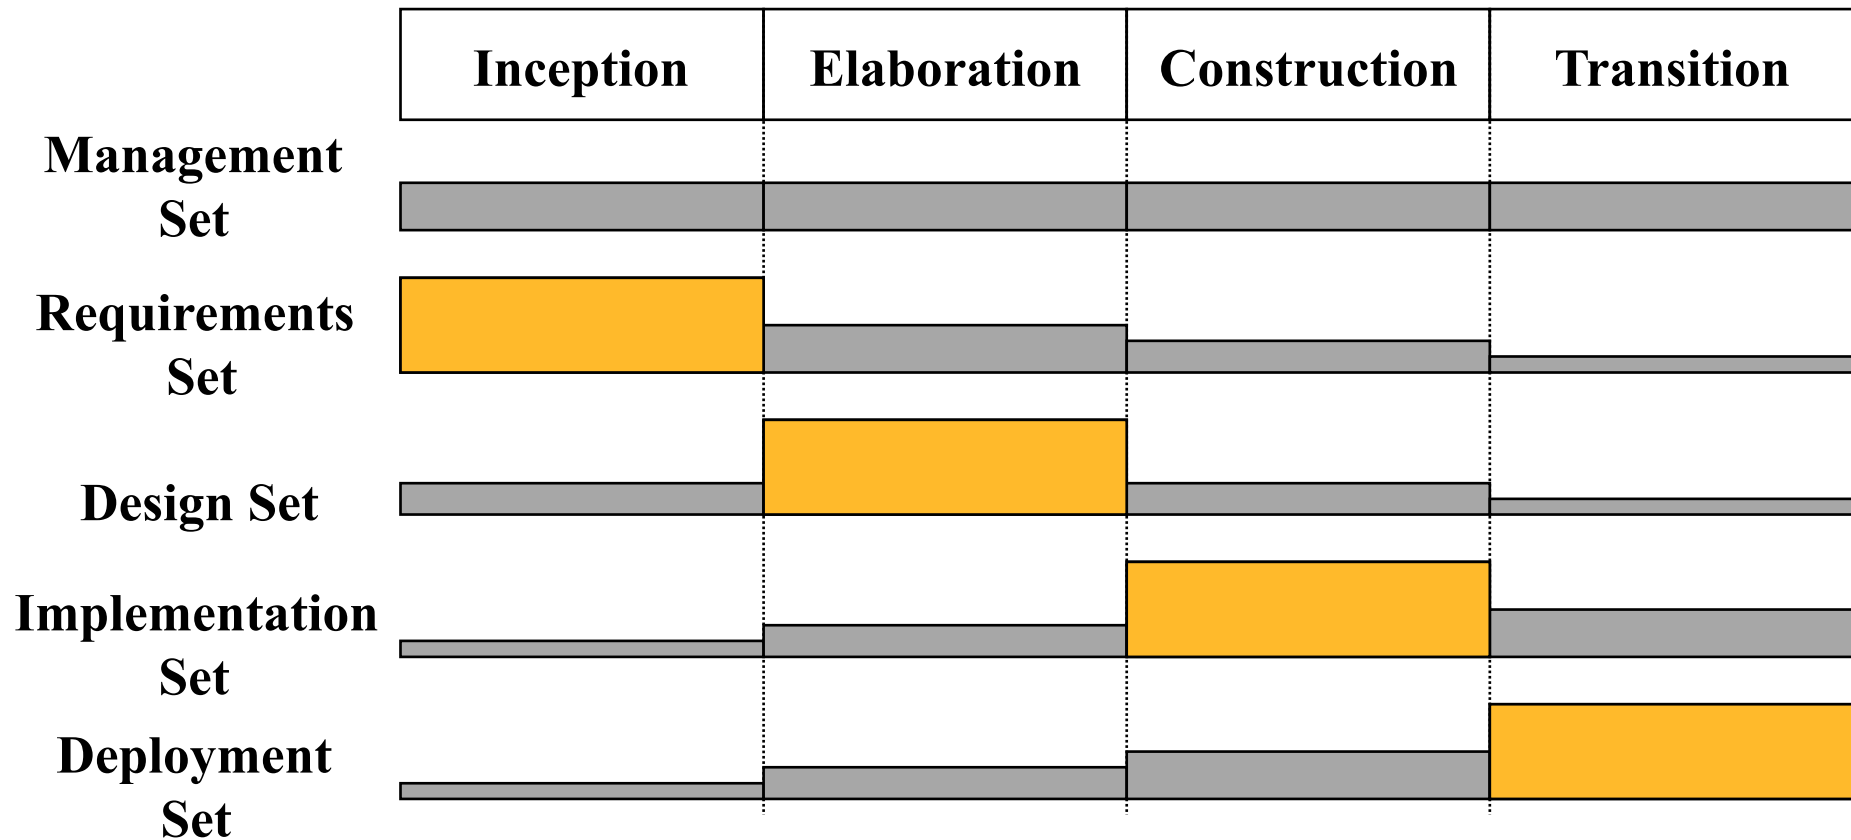 Inception Elaboration Construction Transition
Management
Set
Requirements
Set
Design Set
Implementation
Set
Deployment
Set